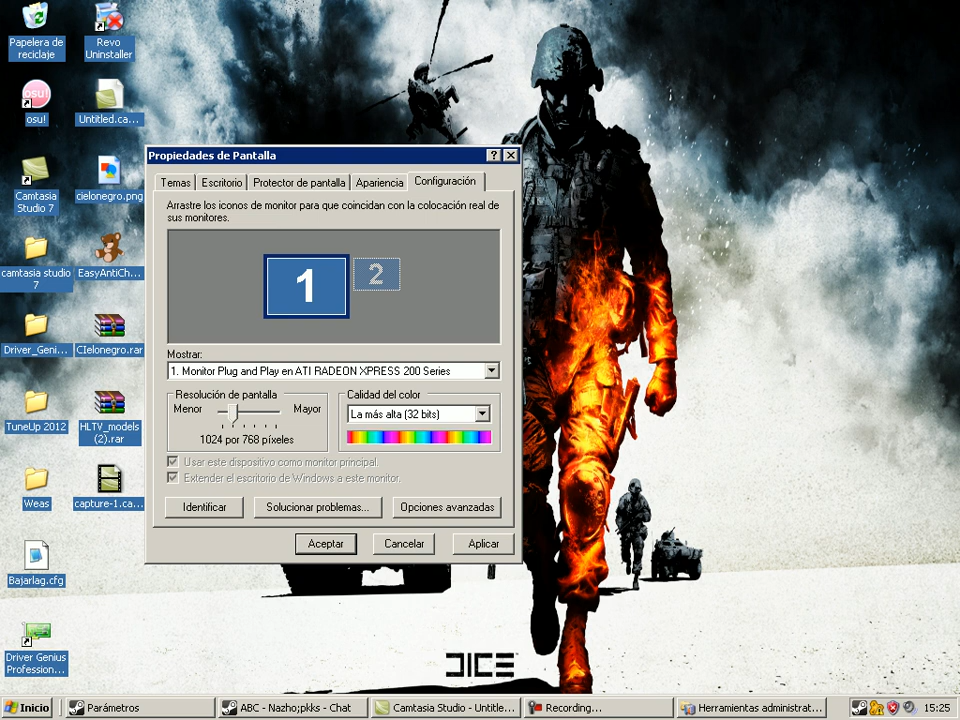 Papelera de
reciclaje
Revo
Uninstaller
osu!
osu!
Untitled.ca...
Camtasia
Studio 7
cielonegro.png
camtasia studio
7
EasyAntiCh...
Driver_Geni...
CIelonegro.rar
TuneUp 2012
HLTV_models
(2).rar
Weas
capture-1.ca...
Bajarlag.cfg
Driver Genius
Profession...
Propiedades de Pantalla
Temas
Escritorio
Protector de pantalla
Apariencia
Configuración
Arrastre los iconos de monitor para que coincidan con la colocación real de
sus monitores.
1
2
Mostrar:
1. Monitor Plug and Play en ATI RADEON XPRESS 200 Series
Resolución de pantalla
Menor
Mayor
1024 por 768 píxeles
Calidad del color
La más alta (32 bits)
Usar este dispositivo como monitor principal.
Extender el escritorio de Windows a este monitor.
Identificar
Solucionar problemas...
Opciones avanzadas
Aceptar
Cancelar
Aplicar
DICE
Inicio
Parámetros
ABC - Nazho;pkks - Chat
Camtasia Studio - Untitle...
Recording...
Herramientas administrat...
15:25